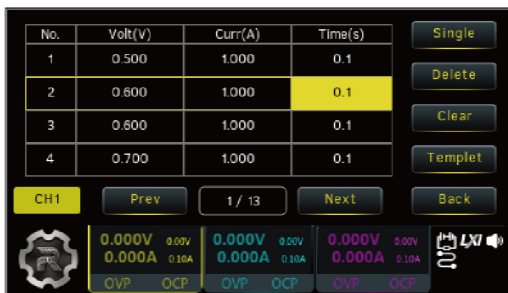 No. Volt(V) Curr(A) Time(s) Single
1 0.500 1.000 0.1
Delete
2 0.600 1.000 0.1
3 0.600 1.000 0.1 Clear
4 0.700 1.000 0.1 Templet
CH1 Prev 1/ 13 Next Back
0.000V 0.00V 0.000V 0.00V 0.000V 0.00V LXI
0.000A 0.10A 0.000A 0.10A 0.000A 0.10A
OVP OCP OVP OCP OVP OCP